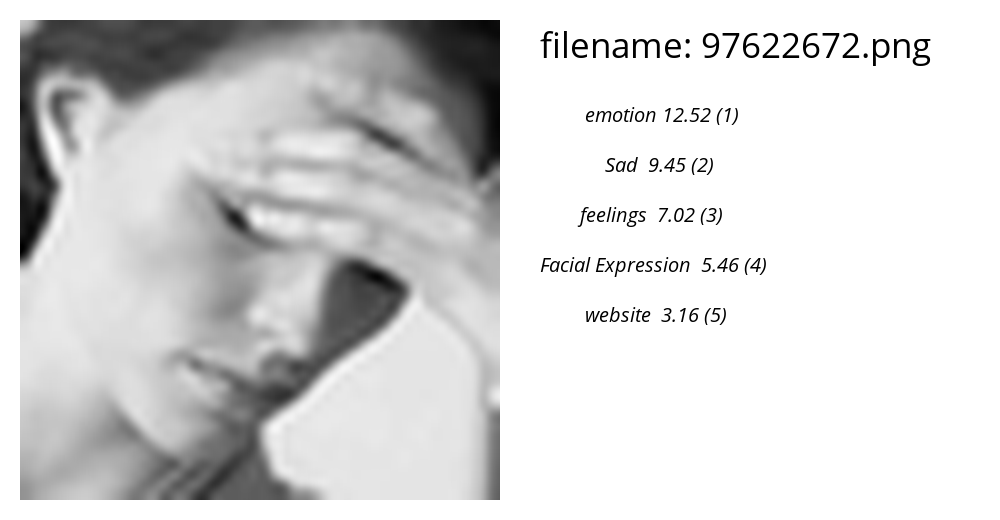 filename: 97622672.png
emotion 12.52 (1)
Sad 9.45 (2)
feelings 7.02 (3)
Facial Expression 5.46 (4)
website 3.16 (5)